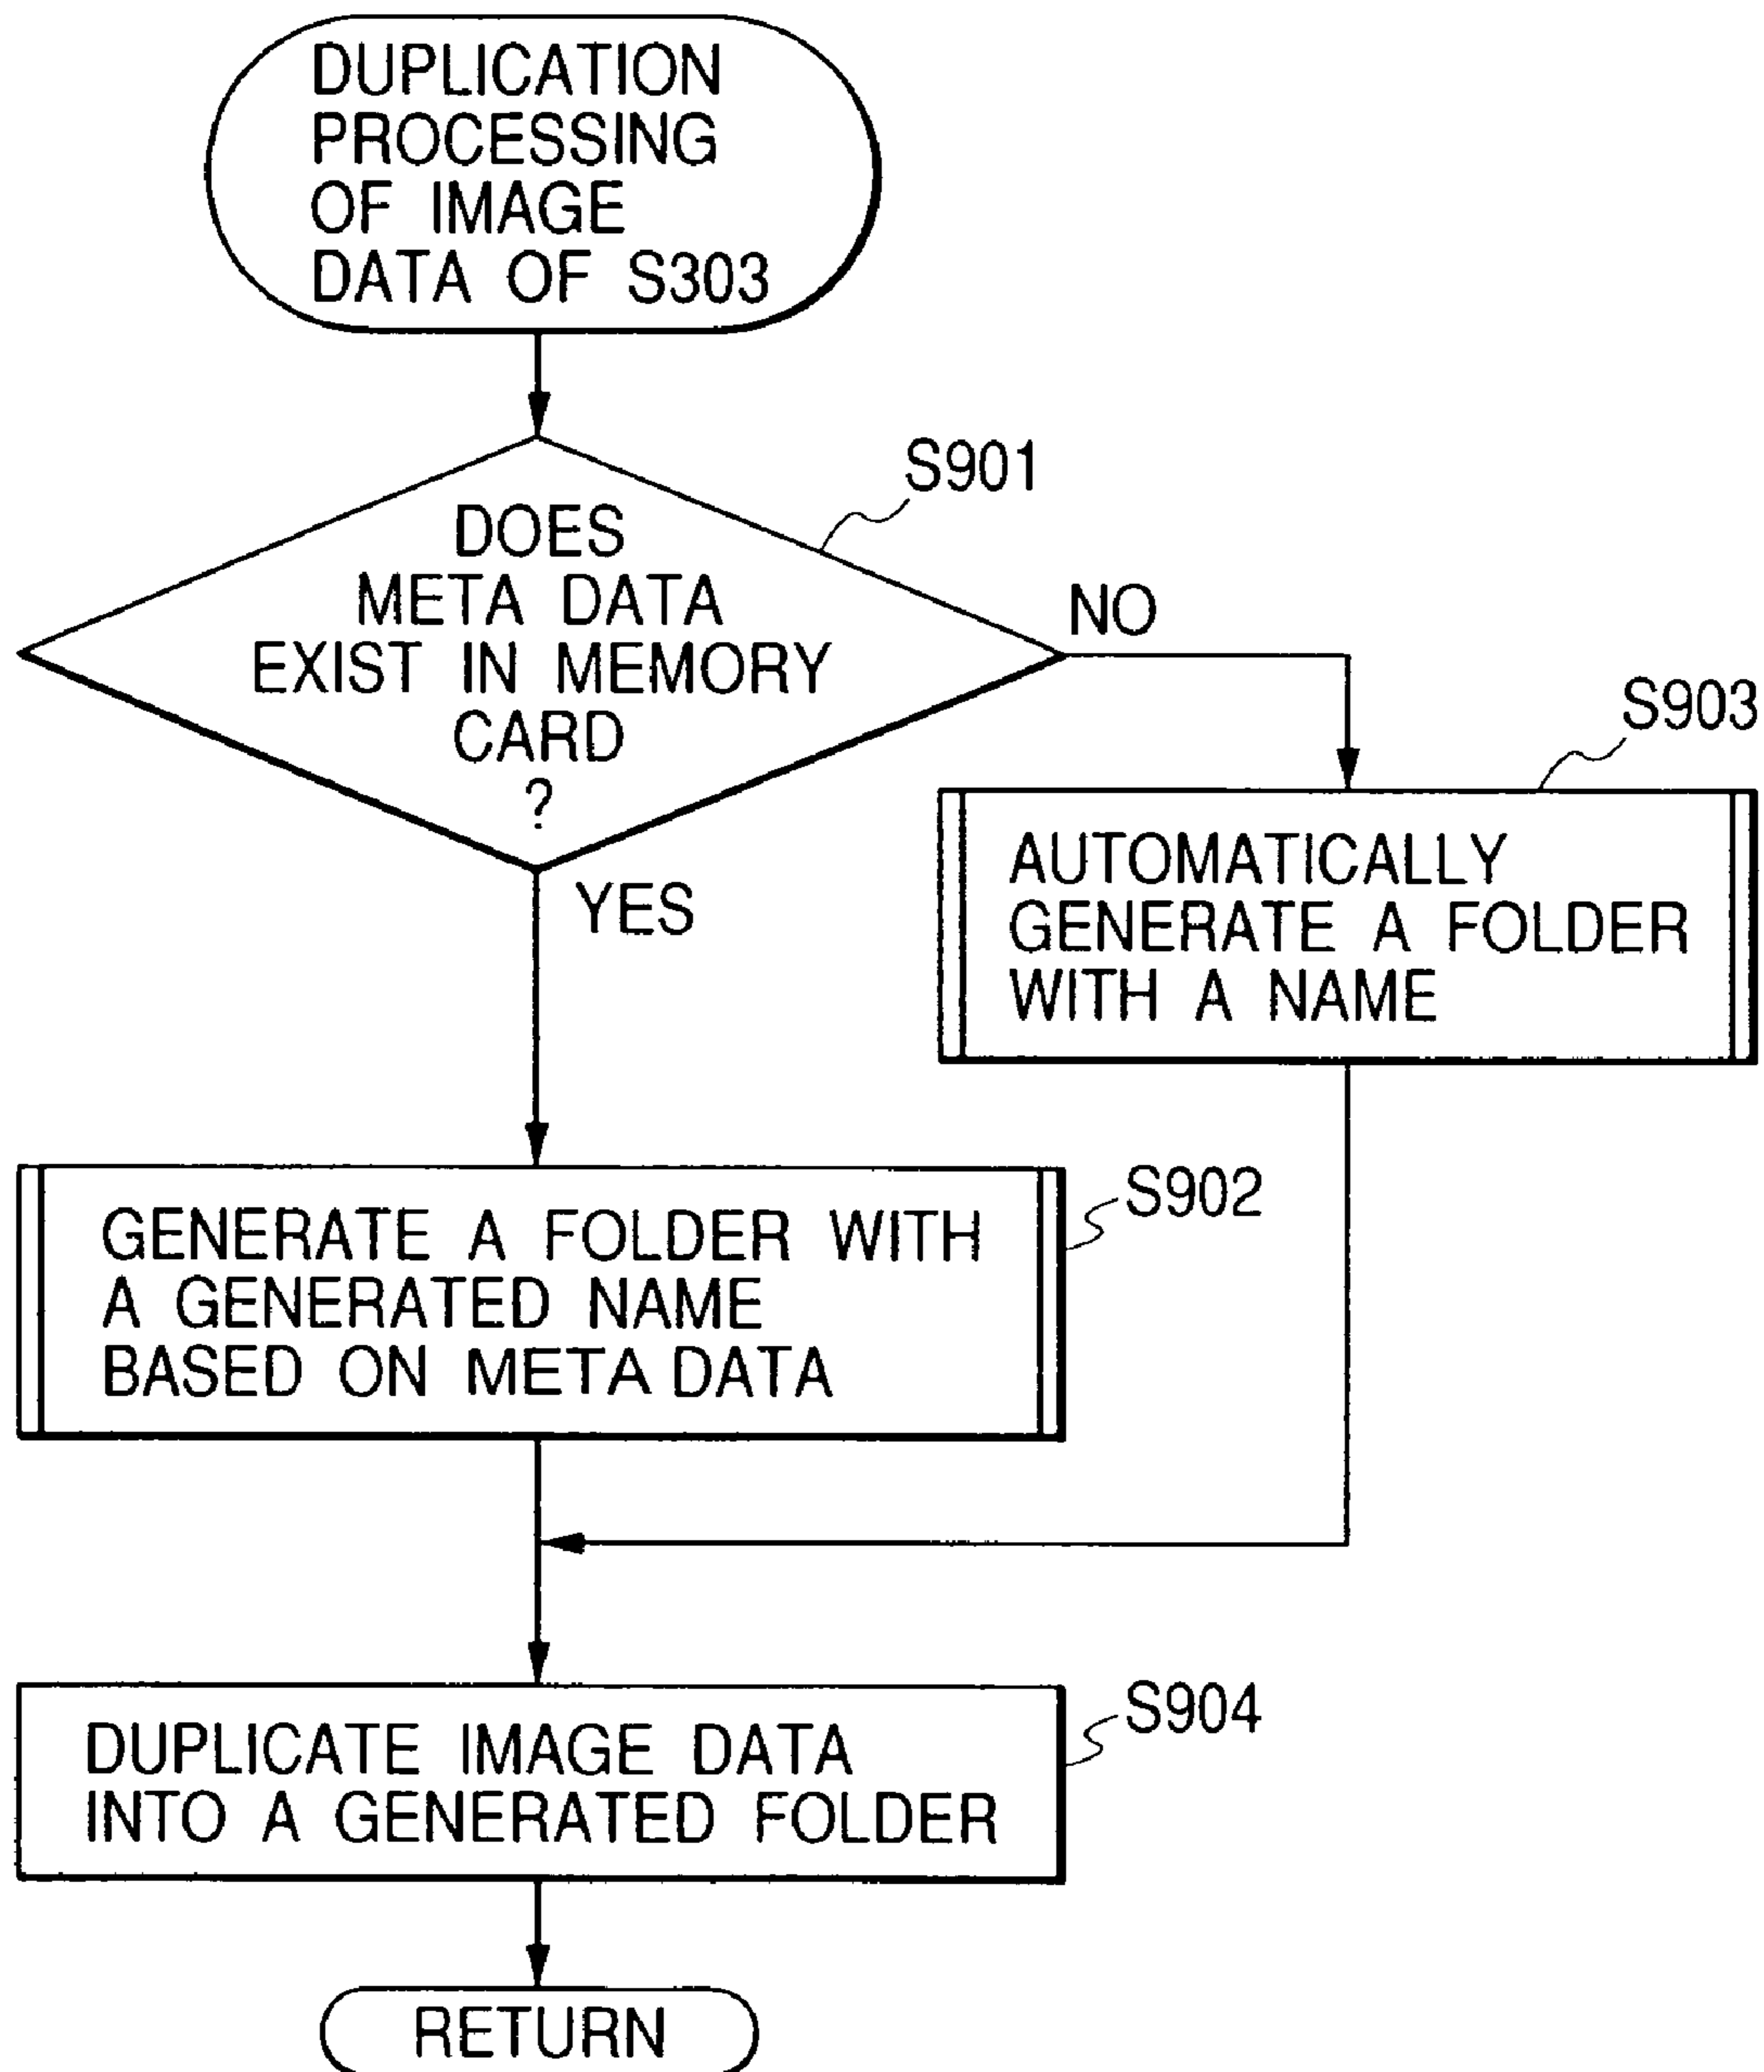 DUPLICATION
PROCESSING
OF IMAGE
DATA OF S303
S901
DOES
META DATA
EXIST IN MEMORY
CARD
?
NO
YES
S903
AUTOMATICALLY
GENERATE A FOLDER
WITH A NAME
S902
GENERATE A FOLDER WITH
A GENERATED NAME
BASED ON META DATA
S904
DUPLICATE IMAGE DATA
INTO A GENERATED FOLDER
RETURN